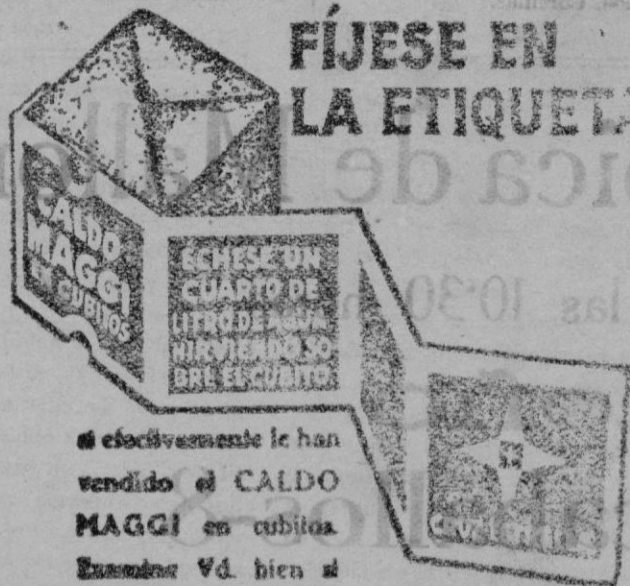 FÍJESE EN
LA ETIQUETA
CALDO
MAGGI
EN CUBITOS
ÉCHESE UN
CUARTO DE
LITRO DE AGUA
HIRVIENDO SO
BRE EL CUBITO
si efectivamente le han
vendido el CALDO
MAGGI en cubitos.
Examine Vd. bien si